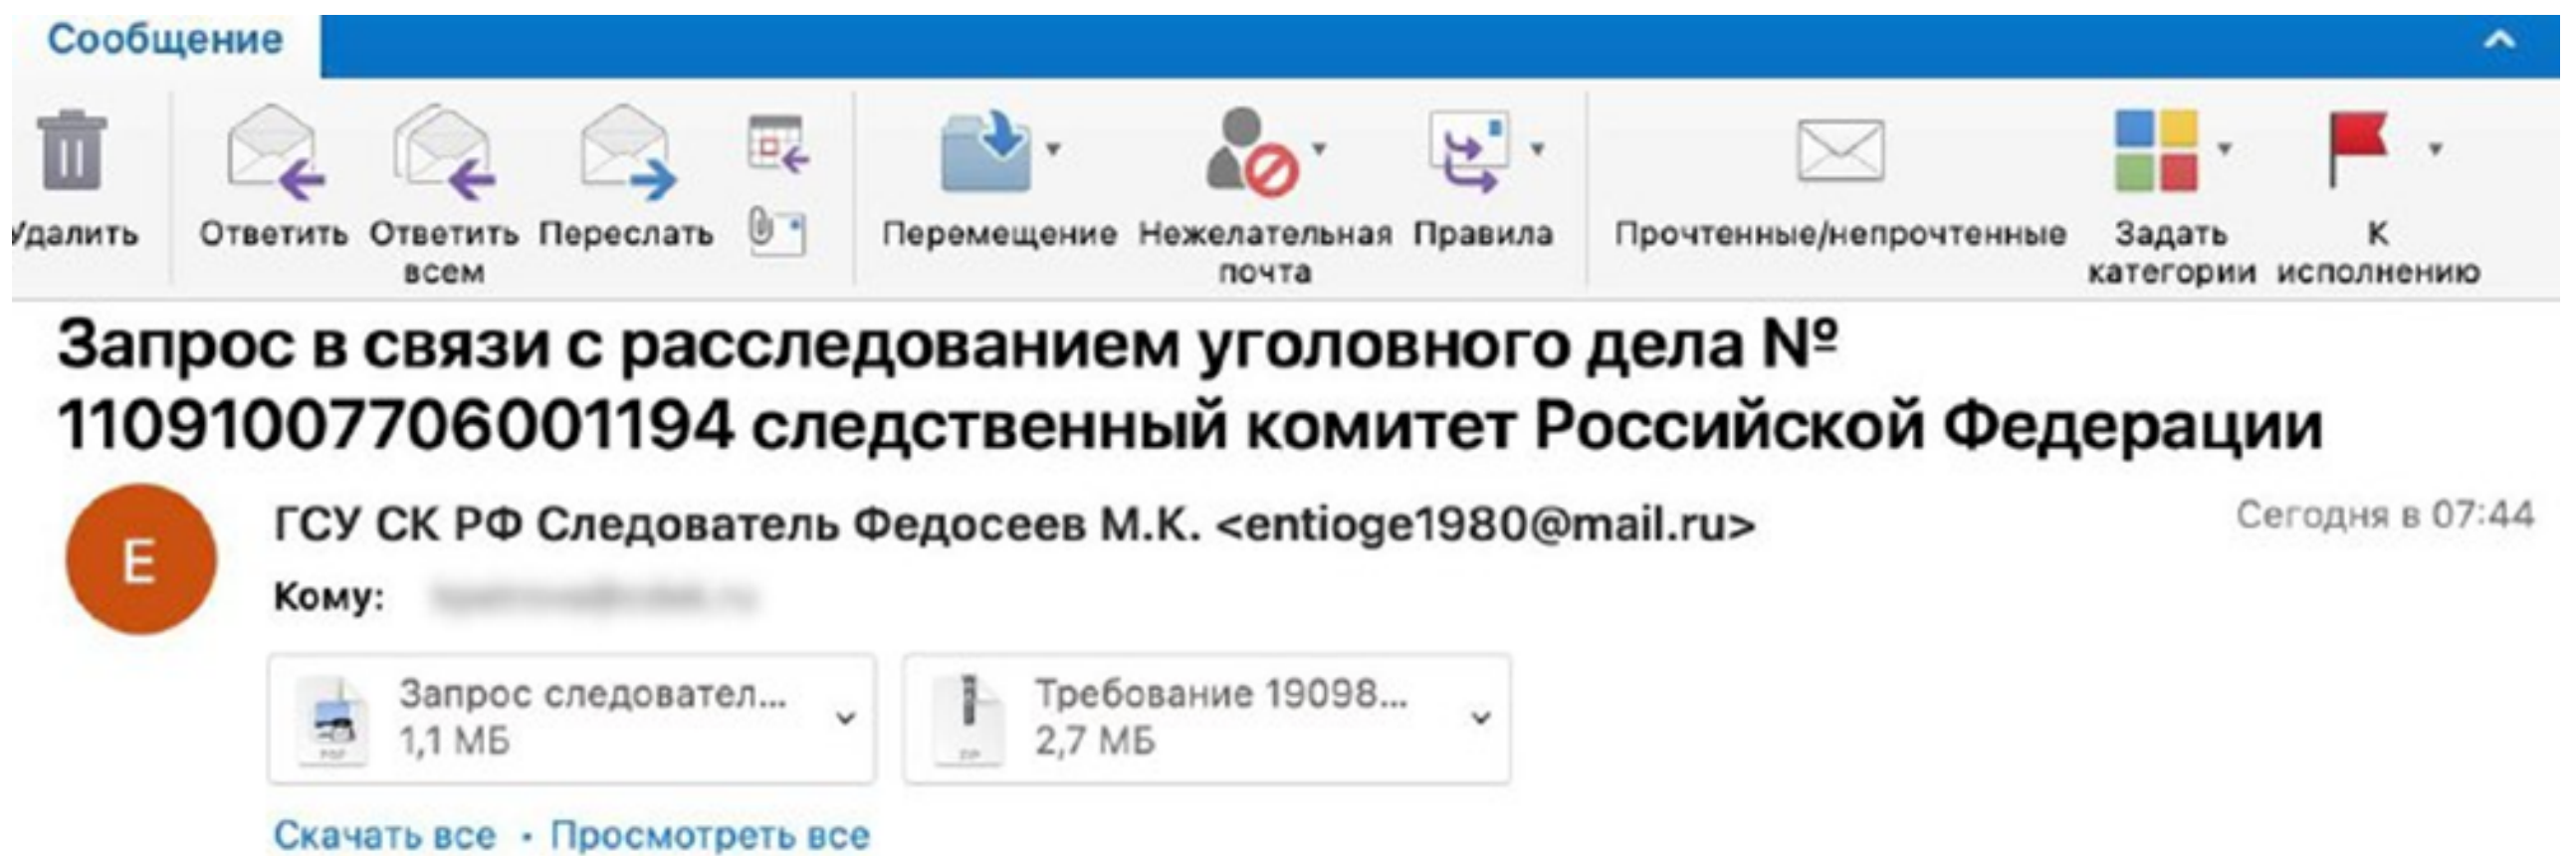 Сообщение
Удалить
Ответить
Ответить всем
Переслать
Перемещение
Нежелательная почта
Правила
Прочтенные/непрочтенные
Задать категории
К исполнению
Запрос в связи с расследованием уголовного дела №
11091007706001194 следственный комитет Российской Федерации
Е
ГСУ СК РФ Следователь Федосеев М.К. <entioge1980@mail.ru>
Сегодня в 07:44
Кому:
PDF
Запрос следовател...
1,1 МБ
ZIP
Требование 19098...
2,7 МБ
Скачать все • Просмотреть все